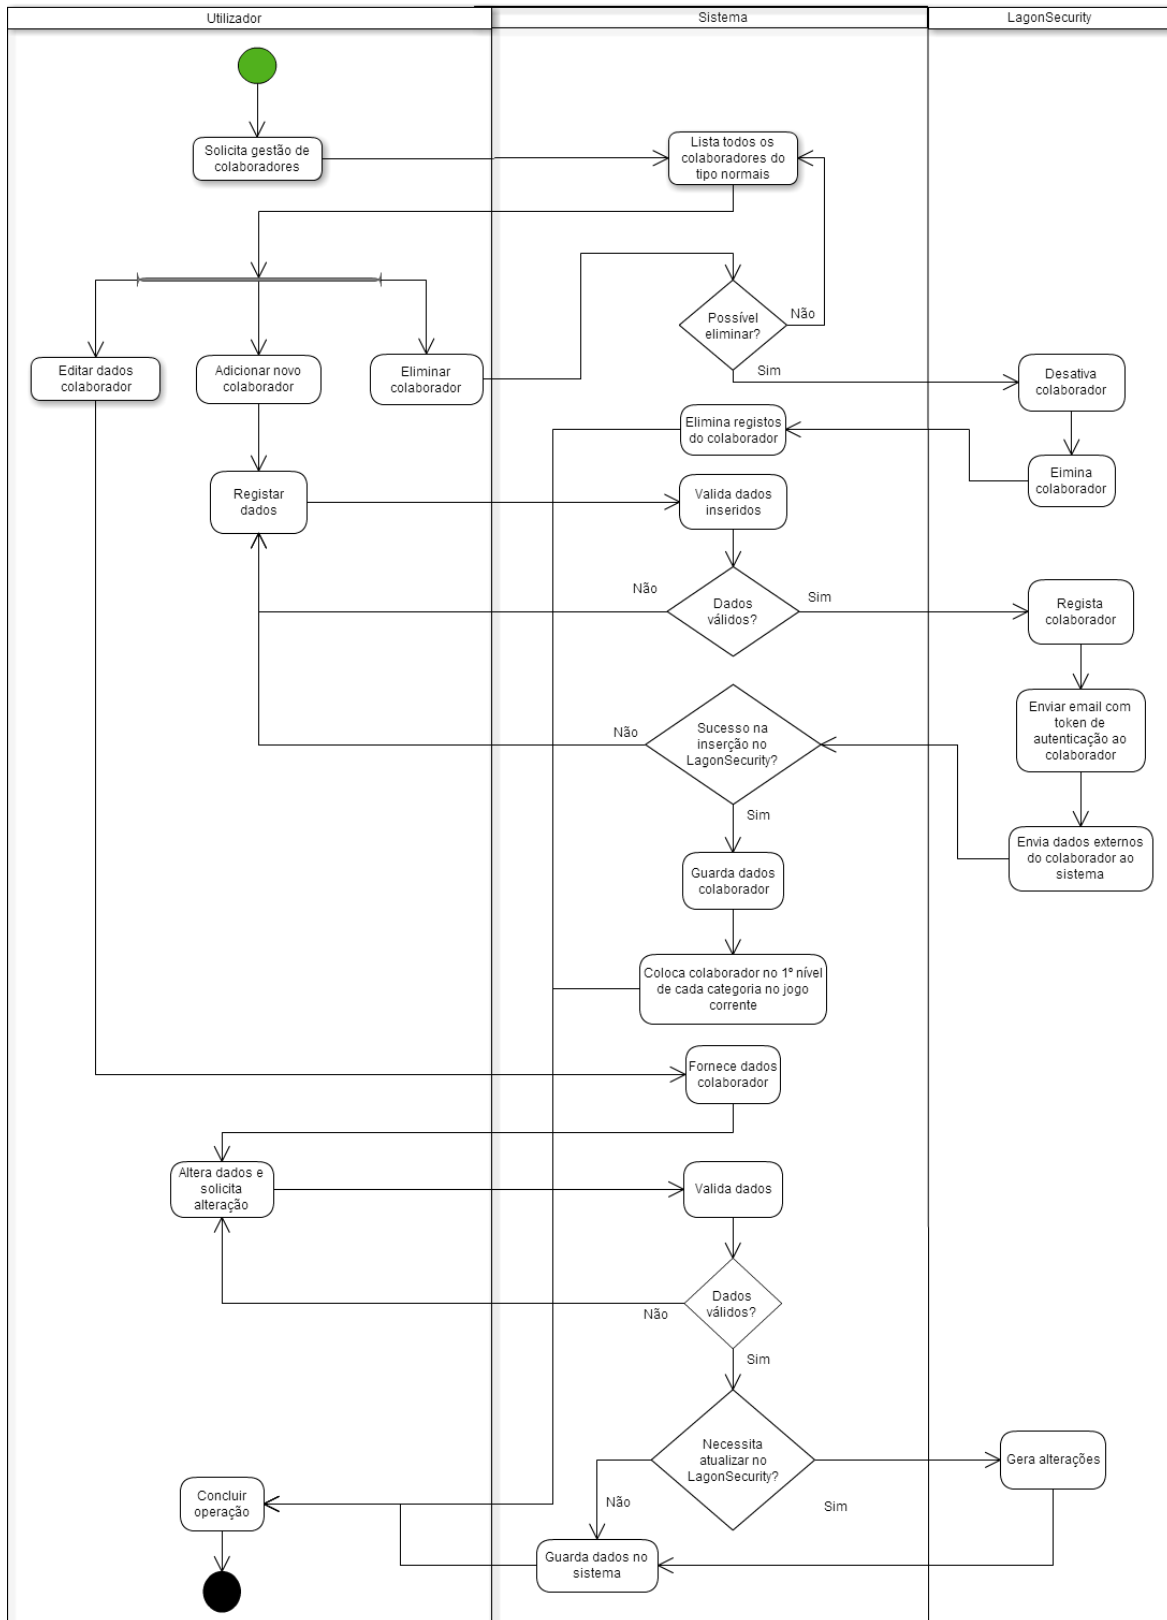 Utilizador
Sistema
LagonSecurity
Solicita gestão de
colaboradores
Lista todos os
colaboradores do
tipo normais
Possível
eliminar?
Não
Sim
Editar dados
colaborador
Adicionar novo
colaborador
Eliminar
colaborador
Desativa
colaborador
Elimina registos
do colaborador
Eimina
colaborador
Registar
dados
Valida dados
inseridos
Não
Dados
válidos?
Sim
Regista
colaborador
Enviar email com
token de
autenticação ao
colaborador
Não
Sucesso na
inserção no
LagonSecurity?
Sim
Envia dados externos
do colaborador ao
sistema
Guarda dados
colaborador
Coloca colaborador no 1º nível
de cada categoria no jogo
corrente
Fornece dados
colaborador
Altera dados e
solicita
alteração
Valida dados
Dados
válidos?
Não
Sim
Necessita
atualizar no
LagonSecurity?
Gera alterações
Não
Sim
Concluir
operação
Guarda dados no
sistema